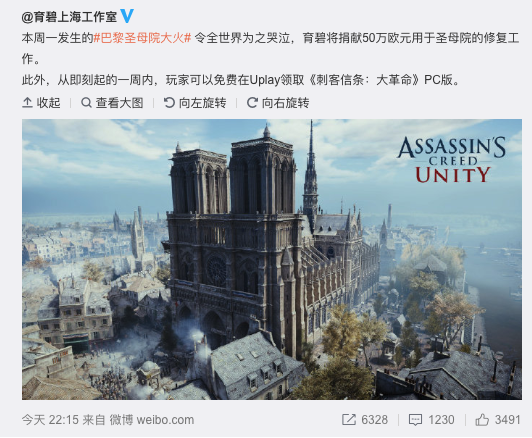 @育碧上海工作室
本周一发生的#巴黎圣母院大火# 令全世界为之哭泣，育碧将捐献50万欧元用于圣母院的修复工
作。
此外，从即刻起的一周内，玩家可以免费在Uplay领取《刺客信条：大革命》PC版。
收起 查看大图 向左旋转 向右旋转
ASSASSIN'S
CREED
UNITY
今天 22:15 来自 微博 weibo.com 6328 1230 3491